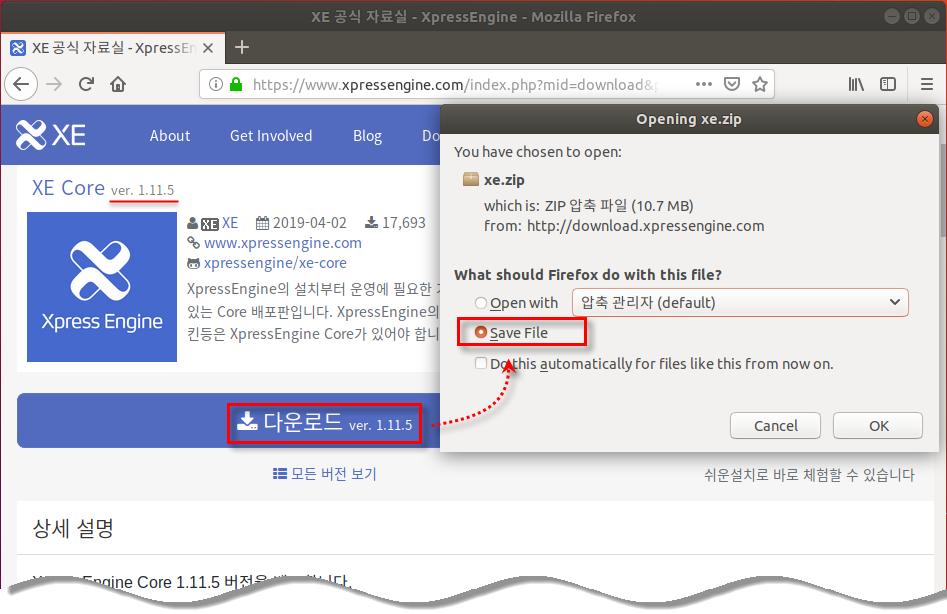 XE 공식 자료실 - XpressEngine - Mozilla Firefox
XE 공식 자료실 - XpressEn
https://www.xpressengine.com/index.php?mid=download&
XE
About
Get Involved
Blog
Opening xe.zip
You have chosen to open:
xe.zip
which is: ZIP 압축 파일 (10.7 MB)
from: http://download.xpressengine.com
What should Firefox do with this file?
Open with
압축 관리자 (default)
Save File
Do this automatically for files like this from now on.
Cancel
OK
XE Core ver. 1.11.5
Xpress Engine
XE XE 2019-04-02 17,693
www.xpressengine.com
xpressengine/xe-core
XpressEngine의 설치부터 운영에 필요한
있는 Core 배포판입니다. XpressEngine의
킨등은 XpressEngine Core가 있어야 합니
다운로드 ver. 1.11.5
모든 버전 보기
쉬운설치로 바로 체험할 수 있습니다
상세 설명
Engine Core 1.11.5 버전을